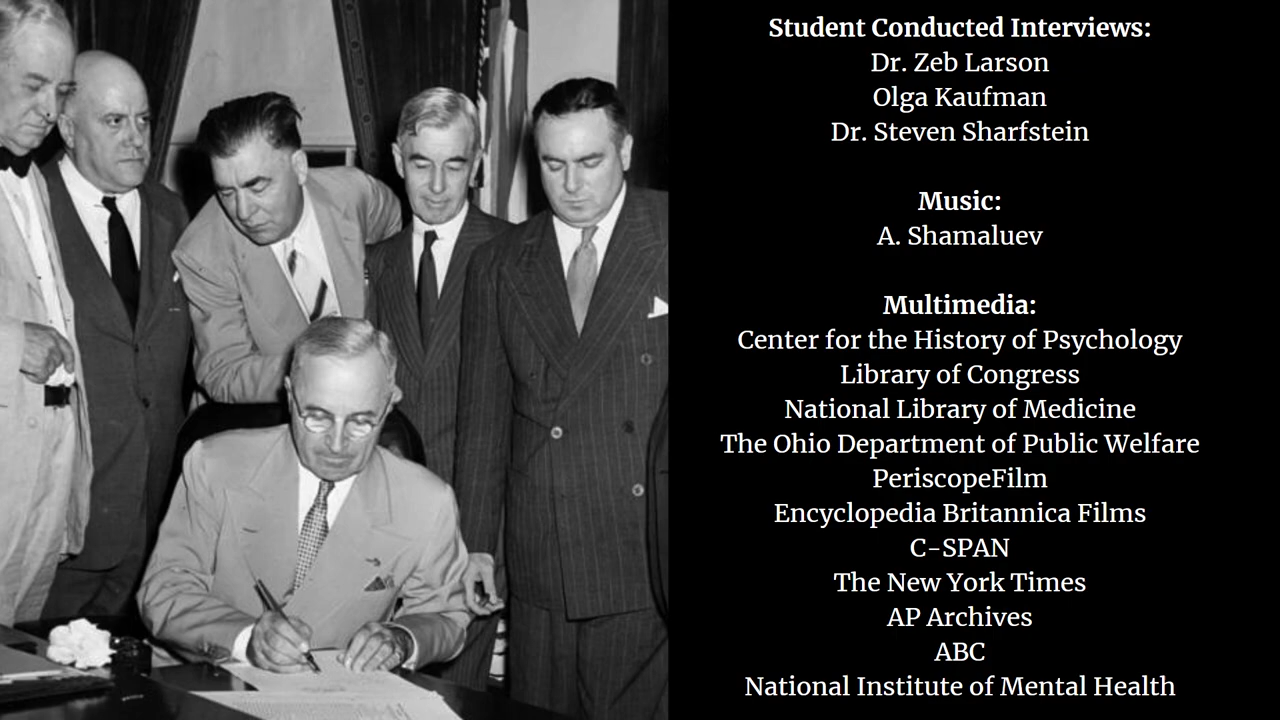 Student Conducted Interviews:
Dr. Zeb Larson
Olga Kaufman
Dr. Steven Sharfstein
Music:
A. Shamaluev
Multimedia:
Center for the History of Psychology
Library of Congress
National Library of Medicine
The Ohio Department of Public Welfare
PeriscopeFilm
Encyclopedia Britannica Films
C-SPAN
The New York Times
AP Archives
ABC
National Institute of Mental Health